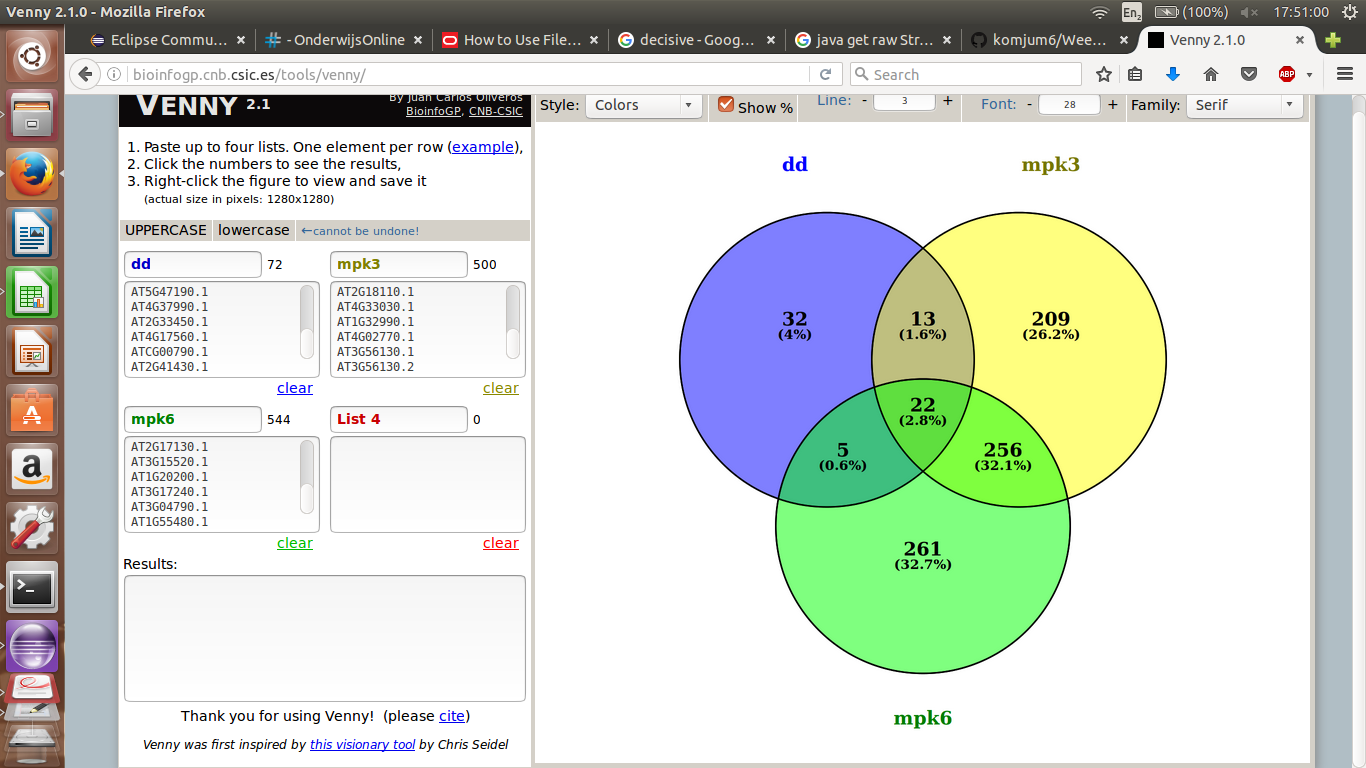 Venny 2.1.0 - Mozilla Firefox
En2 (100%) 17:51:00
Eclipse Commu... × - OnderwijsOnline × How to Use File... × decisive - Goog... × java get raw Str... × komjum6/Wee... × Venny 2.1.0 ×
bioinfogp.cnb.csic.es/tools/venny/ Search ABP
VENNY 2.1 By Juan Carlos Oliveros
BioinfoGP, CNB-CSIC
Style: Colors Show % Line: - 3 + Font: - 28 + Family: Serif
1. Paste up to four lists. One element per row (example),
2. Click the numbers to see the results,
3. Right-click the figure to view and save it
(actual size in pixels: 1280x1280)
UPPERCASE lowercase ←cannot be undone!
dd 72
AT5G47190.1
AT4G37990.1
AT2G33450.1
AT4G17560.1
ATCG00790.1
AT2G41430.1
clear
mpk3 500
AT2G18110.1
AT4G33030.1
AT1G32990.1
AT4G02770.1
AT3G56130.1
AT3G56130.2
clear
mpk6 544
AT2G17130.1
AT3G15520.1
AT1G20200.1
AT3G17240.1
AT3G04790.1
AT1G55480.1
clear
List 4 0
clear
Results:
Thank you for using Venny! (please cite)
Venny was first inspired by this visionary tool by Chris Seidel
dd mpk3
32 13 209
(4%) (1.6%) (26.2%)
22
(2.8%)
5 256
(0.6%) (32.1%)
261
(32.7%)
mpk6